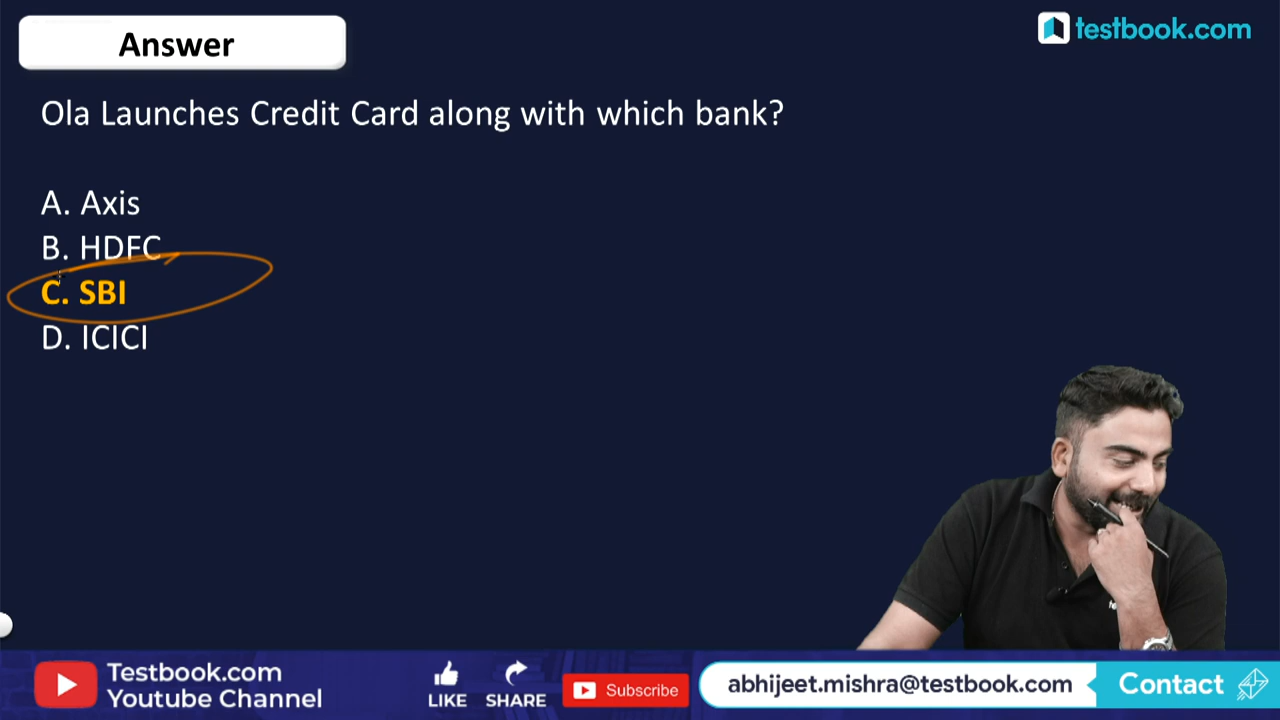 Answer
testbook.com
Ola Launches Credit Card along with which bank?
A. Axis
B. HDFC
C. SBI
D. ICICI
Testbook.com
Youtube Channel
LIKE
SHARE
Subscribe
abhijeet.mishra@testbook.com
Contact